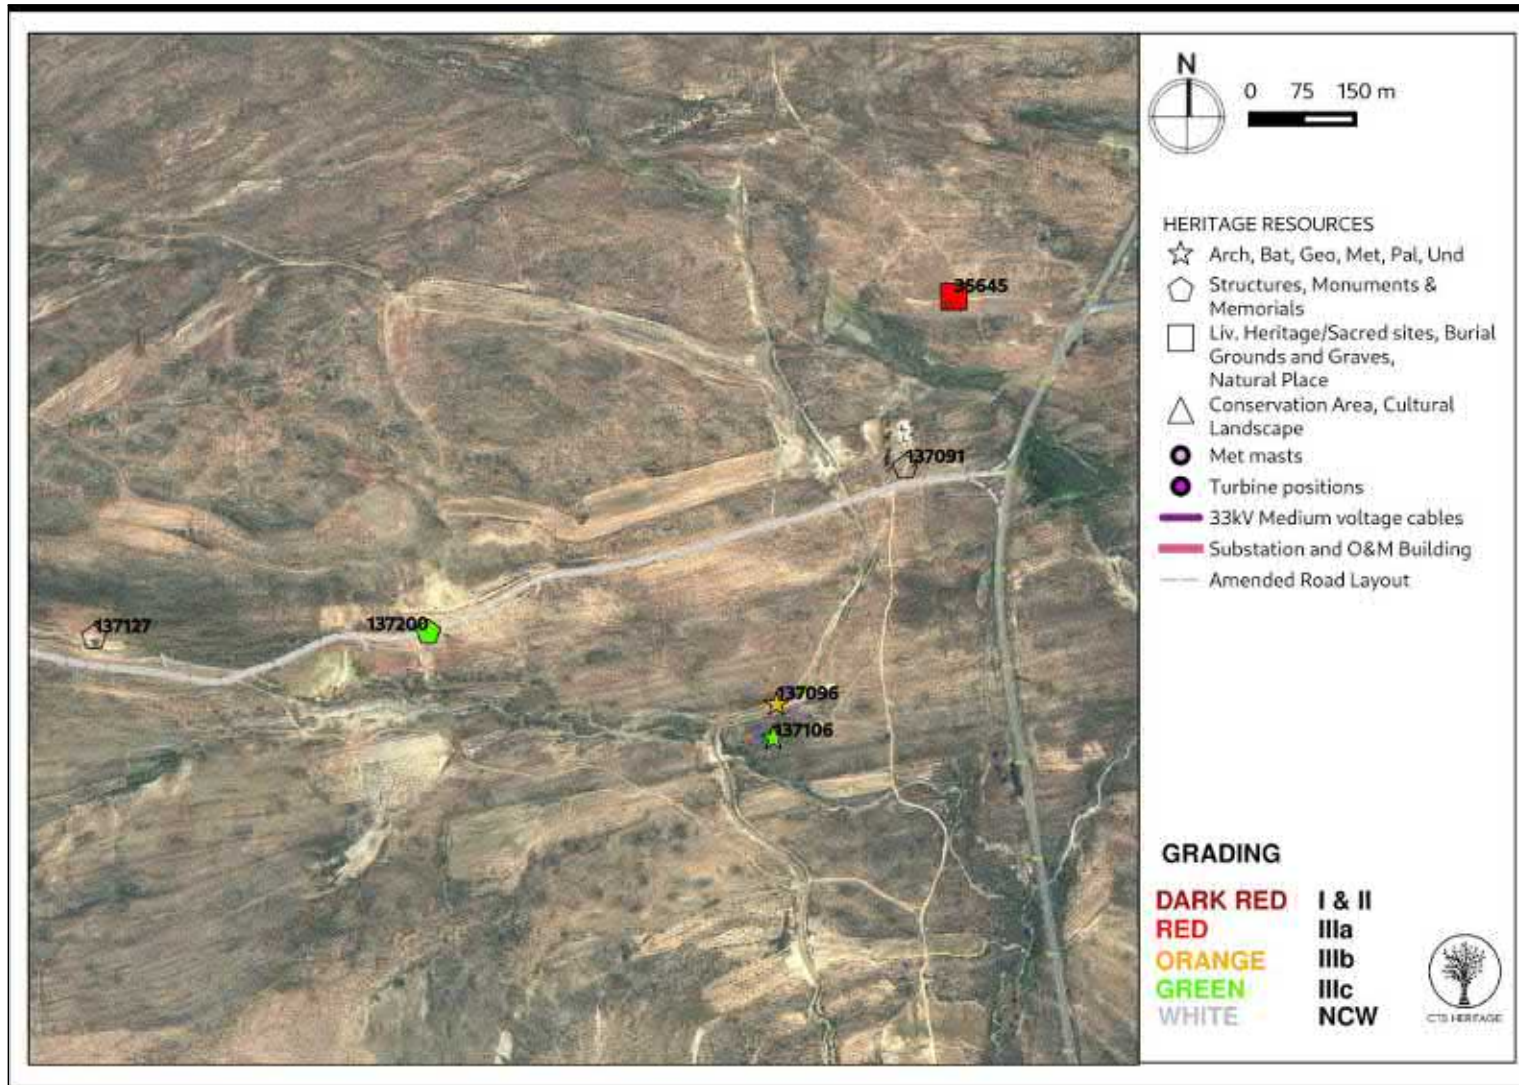 N
0 75 150 m
HERITAGE RESOURCES
Arch, Bat, Geo, Met, Pal, Und
Structures, Monuments &
Memorials
Liv. Heritage/Sacred sites, Burial
Grounds and Graves,
Natural Place
Conservation Area, Cultural
Landscape
Met masts
Turbine positions
33kV Medium voltage cables
Substation and O&M Building
Amended Road Layout
35645
137091
137127
137200
137096
137106
GRADING
DARK RED I & II
RED IIIa
ORANGE IIIb
GREEN IIIc
WHITE NCW
CTS HERITAGE